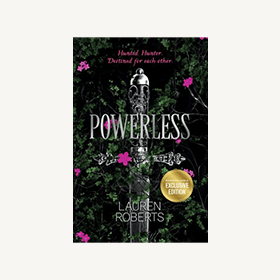 Hunted. Hunter.
Destined for each other.
POWERLESS
EXCLUSIVE
EDITION
LAUREN
ROBERTS